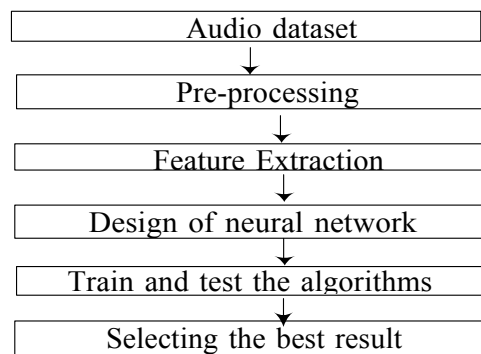 Audio dataset
Pre-processing
Feature Extraction
Design of neural network
Train and test the algorithms
Selecting the best result